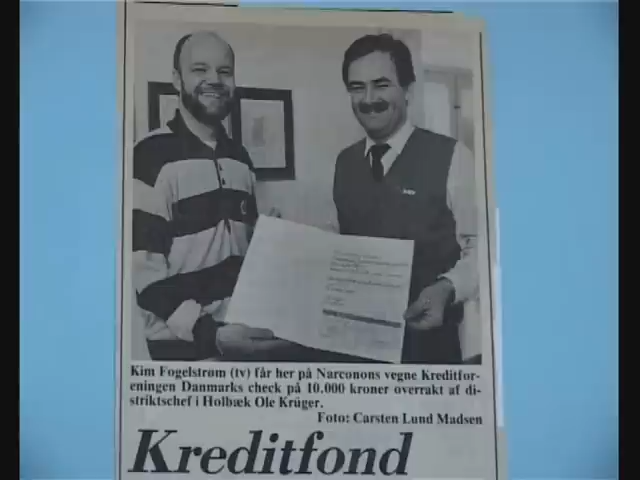 Kim Fogelstrøm (tv) får her på Narconons vegne Kreditfor-
eningen Danmarks check på 10.000 kroner overrakt af di-
striktschef i Holbæk Ole Krüger.
Foto: Carsten Lund Madsen
Kreditfond